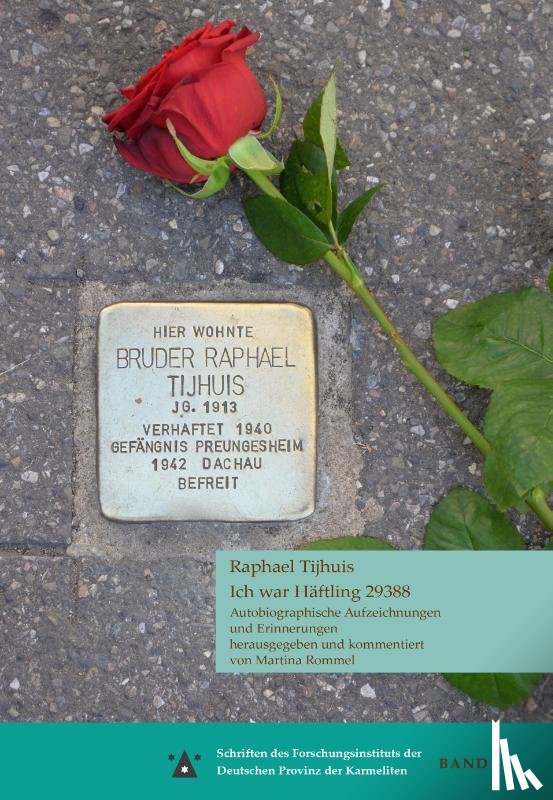 HIER WOHNTE
BRUDER RAPHAEL
TIJHUIS
JG. 1913
VERHAFTET 1940
GEFÄNGNIS PREUNGESHEIM
1942 DACHAU
BEFREIT
Raphael Tijhuis
Ich war Häftling 29388
Autobiographische Aufzeichnungen
und Erinnerungen
herausgegeben und kommentiert
von Martina Rommel
Schriften des Forschungsinstituts der
Deutschen Provinz der Karmeliten
BAND